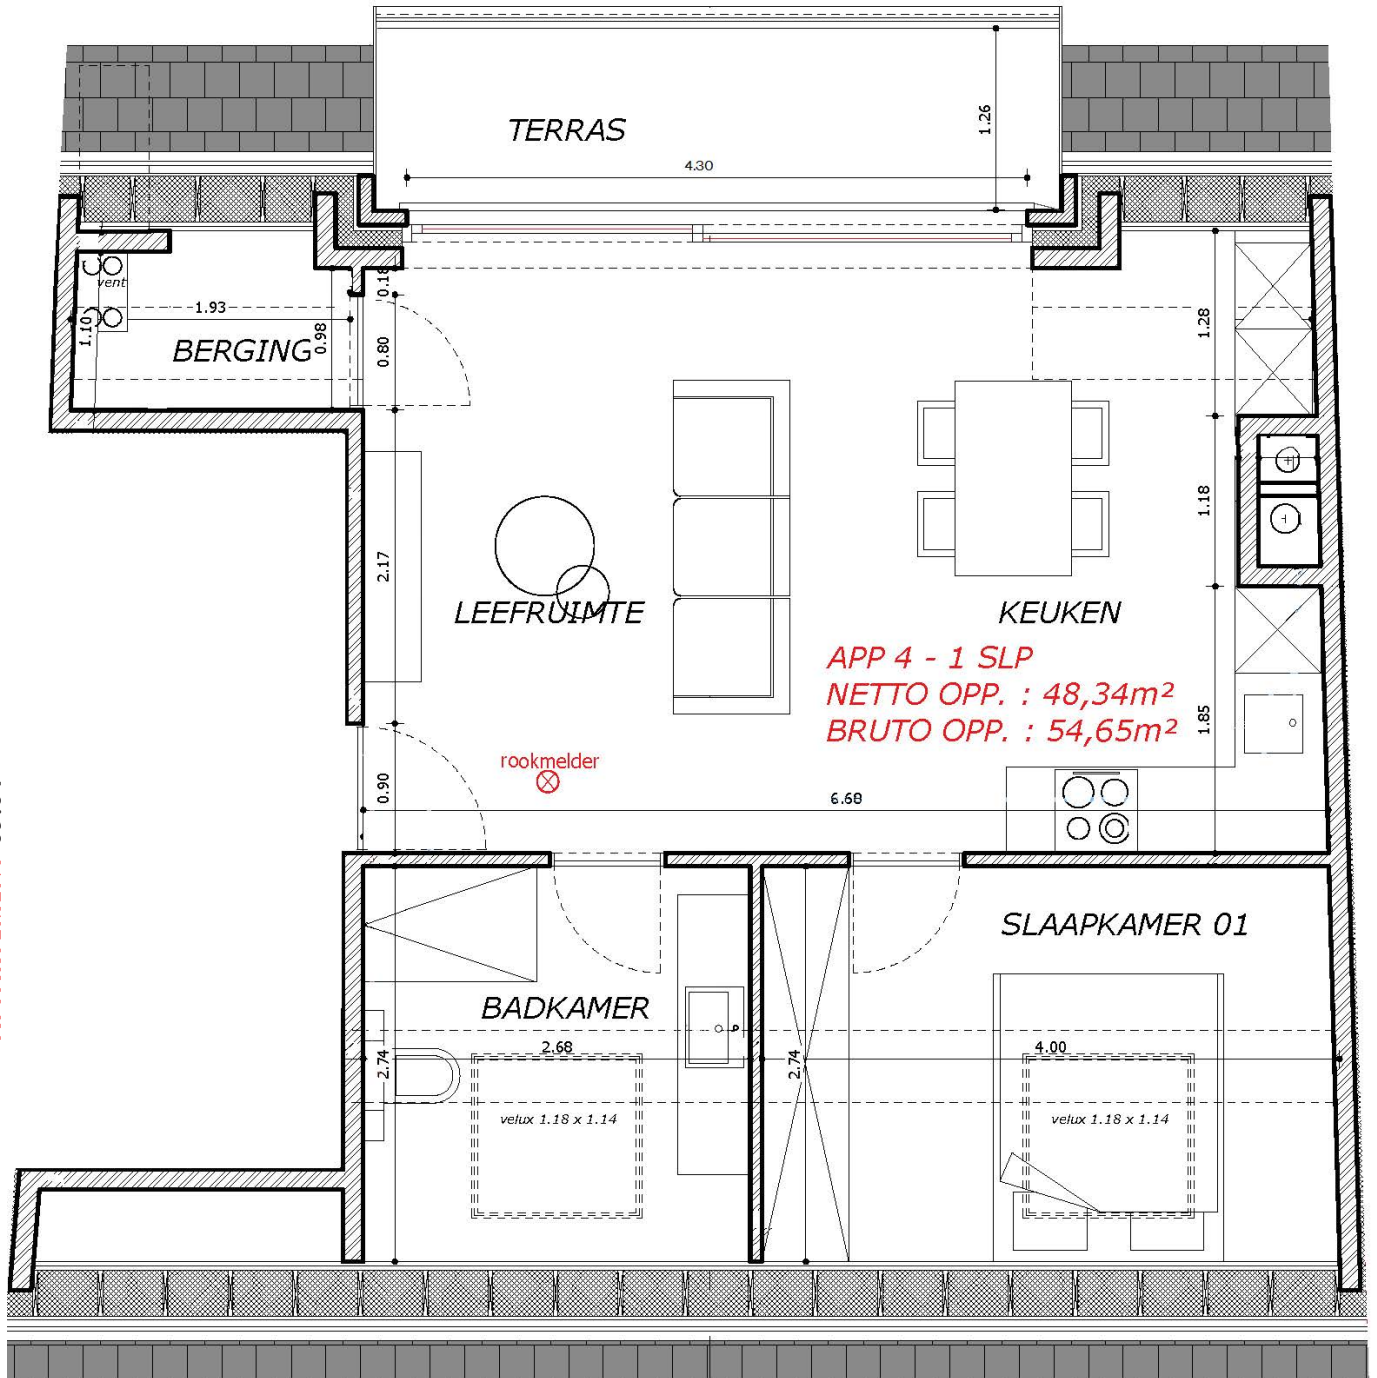 TERRAS
1.26
4.30
vent
1.93
1.10
0.98
0.18
0.80
BERGING
1.28
1.18
2.17
LEEFRUIMTE
KEUKEN
APP 4 - 1 SLP
NETTO OPP. : 48,34m²
BRUTO OPP. : 54,65m²
1.85
rookmelder
0.90
6.68
SLAAPKAMER 01
BADKAMER
2.68
2.74
2.74
4.00
velux 1.18 x 1.14
velux 1.18 x 1.14